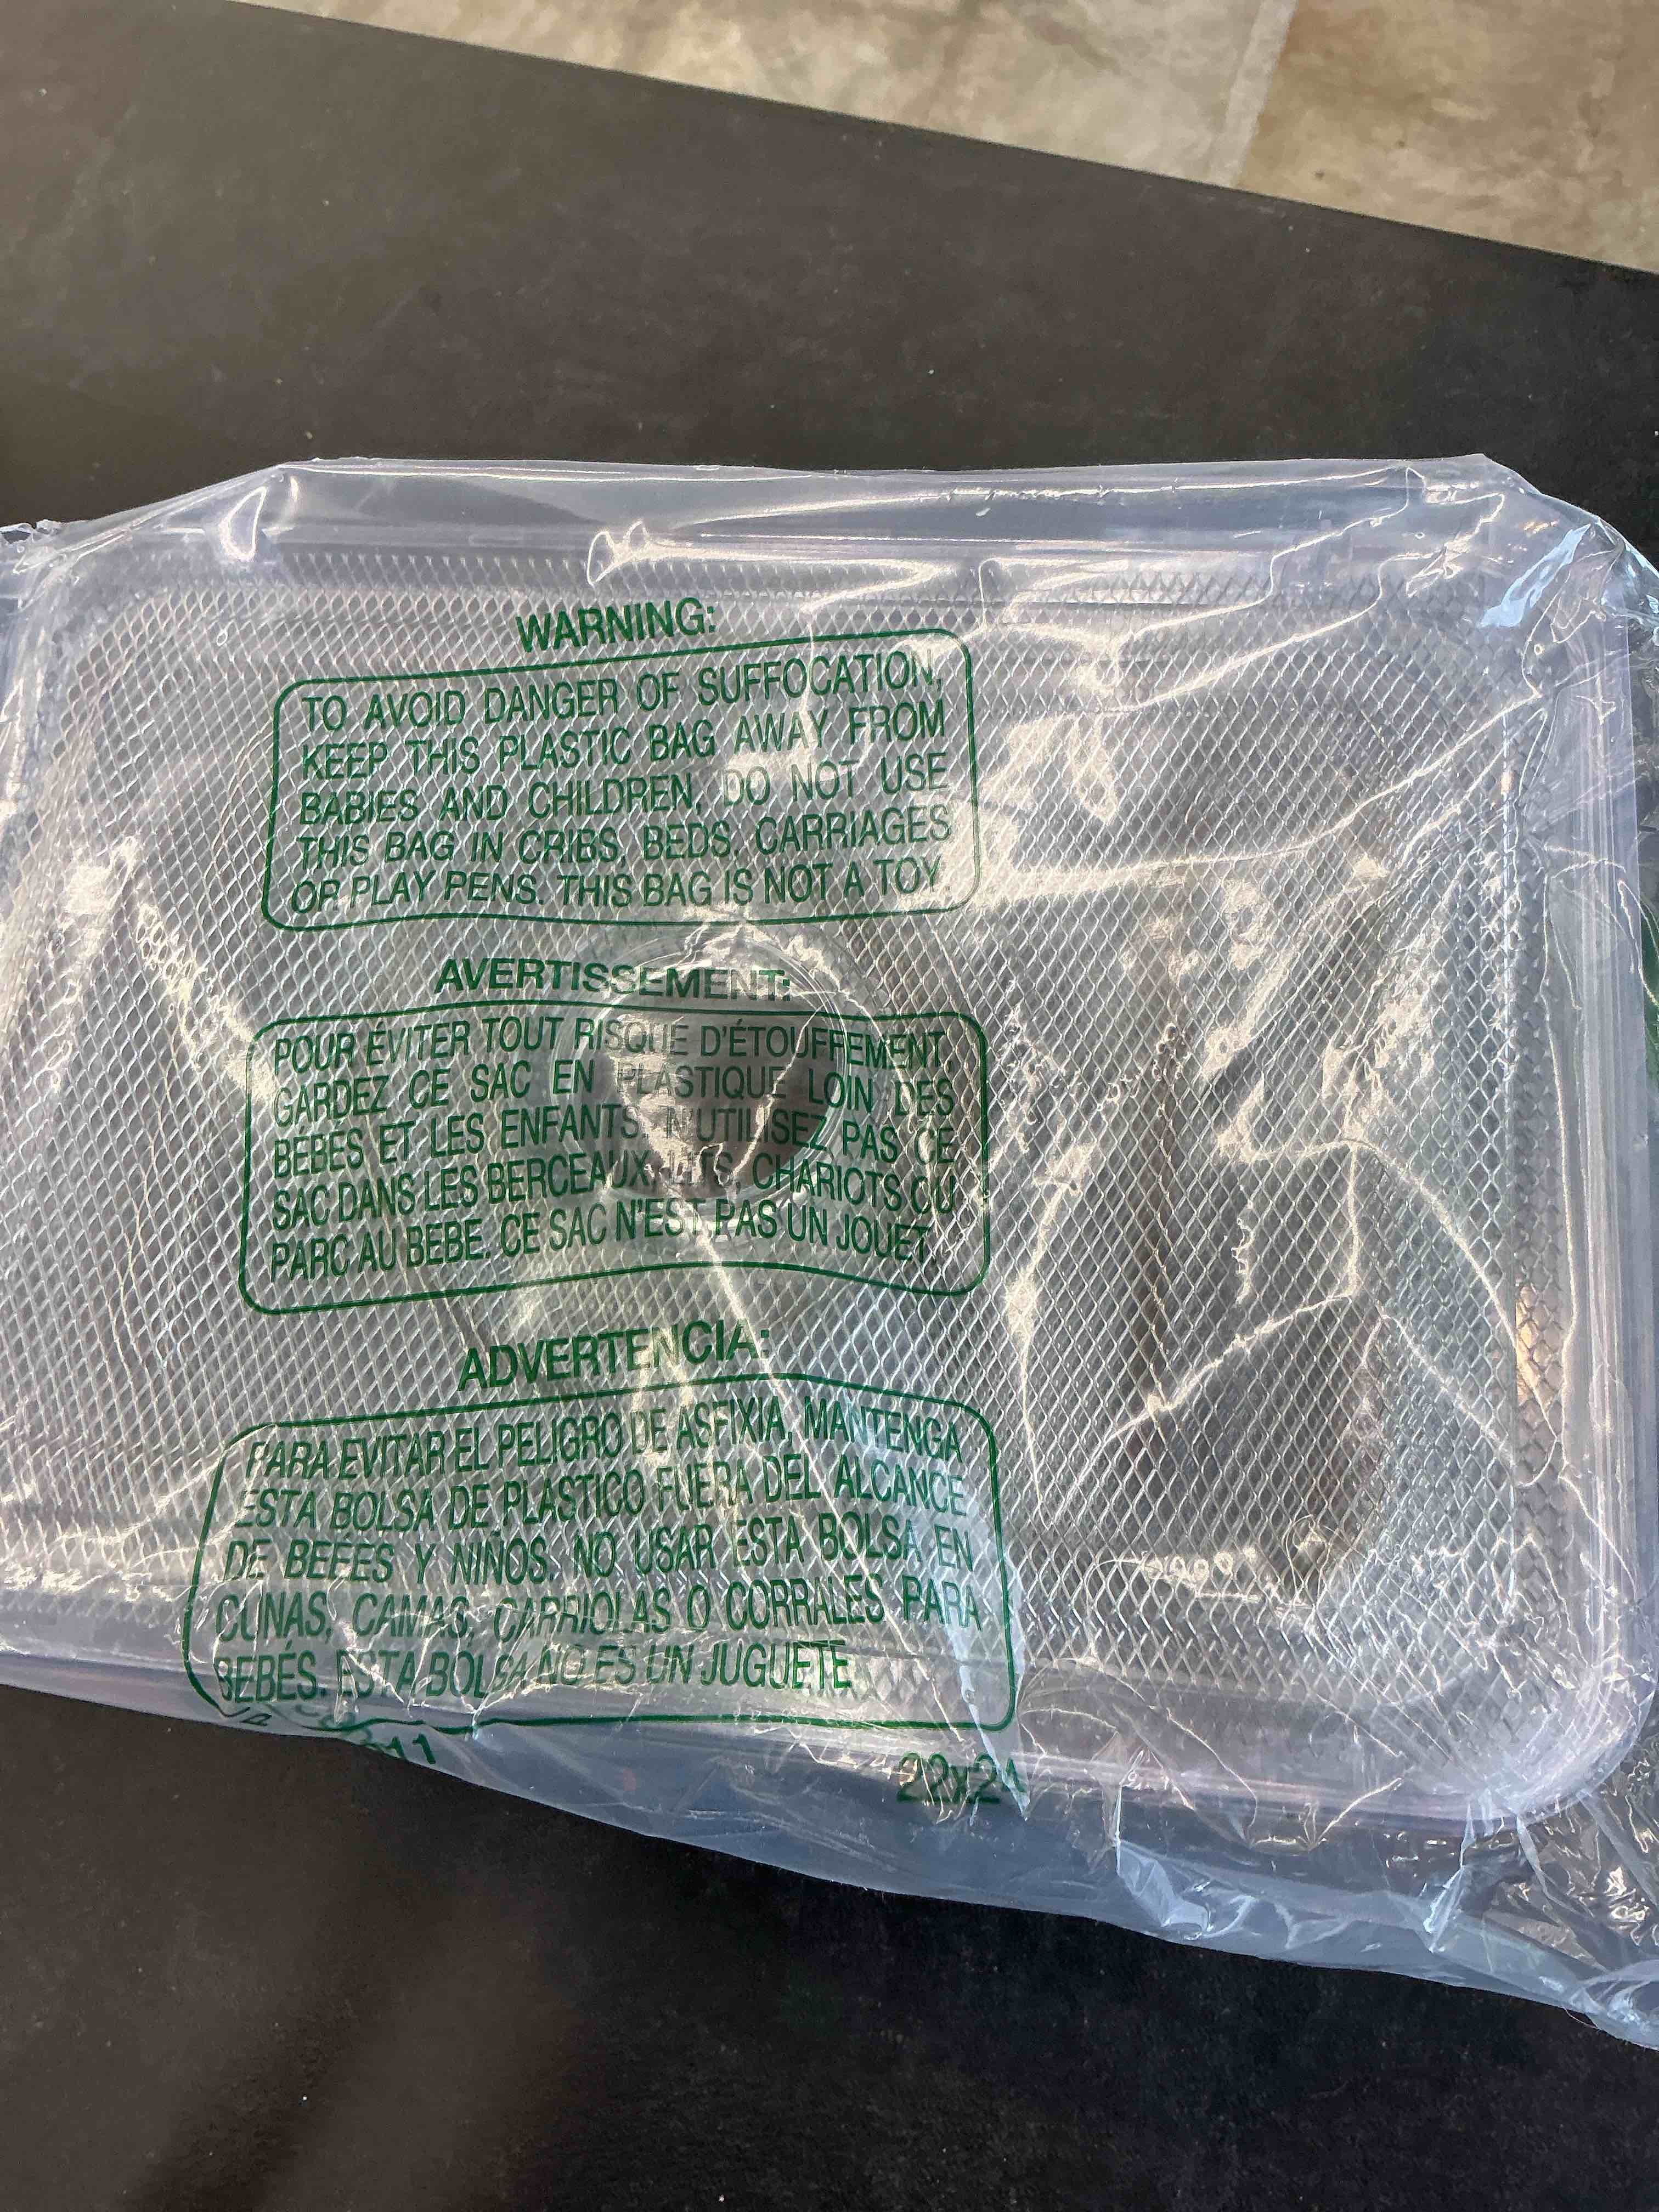 WARNING:
TO AVOID DANGER OF SUFFOCATION,
KEEP THIS PLASTIC BAG AWAY FROM
BABIES AND CHILDREN. DO NOT USE
THIS BAG IN CRIBS, BEDS, CARRIAGES
OR PLAY PENS. THIS BAG IS NOT A TOY.
AVERTISSEMENT:
POUR ÉVITER TOUT RISQUE D'ÉTOUFFEMENT
GARDEZ CE SAC EN PLASTIQUE LOIN DES
BÉBÉS ET LES ENFANTS. N'UTILISEZ PAS CE
SAC DANS LES BERCEAUX, LITS, CHARIOTS OU
PARC AU BEBE. CE SAC N'EST PAS UN JOUET.
ADVERTENCIA:
PARA EVITAR EL PELIGRO DE ASFIXIA, MANTENGA
ESTA BOLSA DE PLASTICO FUERA DEL ALCANCE
DE BEEES Y NIÑOS. NO USAR ESTA BOLSA EN
CUNAS, CAMAS, CARRIOLAS O CORRALES PARA
BEBÉS. ESTA BOLSA NO ES UN JUGUETE.